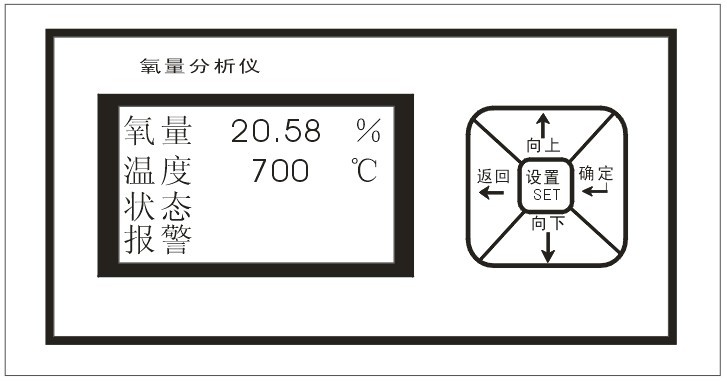 氧量分析仪
氧量 20.58 %
温度 700 ℃
状态
报警
向上
返回
设置
SET
确定
向下